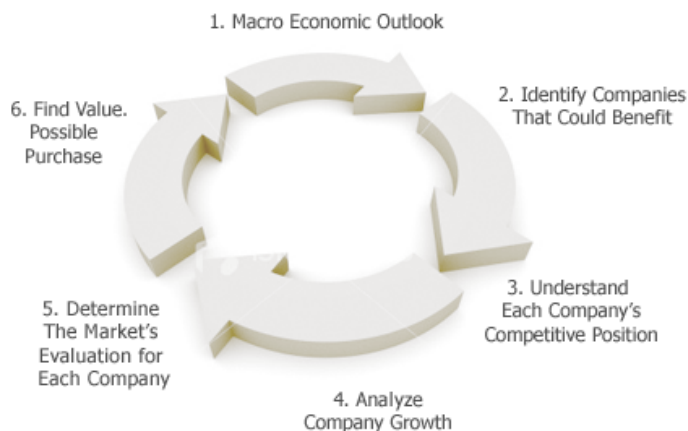 1. Macro Economic Outlook
2. Identify Companies
That Could Benefit
3. Understand
Each Company's
Competitive Position
4. Analyze
Company Growth
5. Determine
The Market's
Evaluation for
Each Company
6. Find Value.
Possible
Purchase